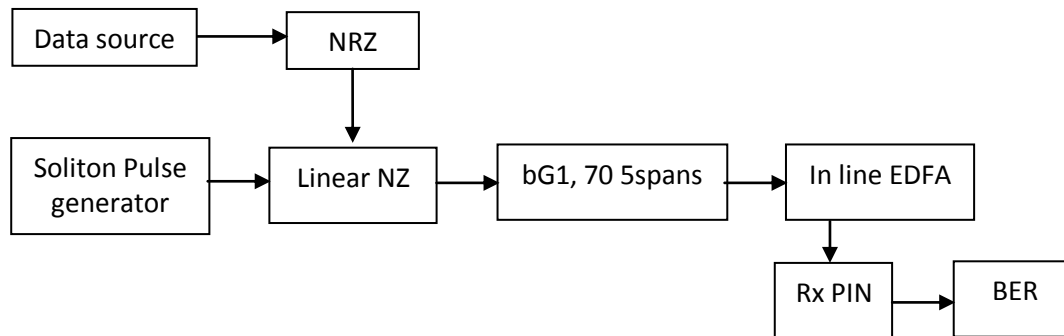 Data source
NRZ
Soliton Pulse
generator
Linear NZ
bG1, 70 5spans
In line EDFA
Rx PIN
BER